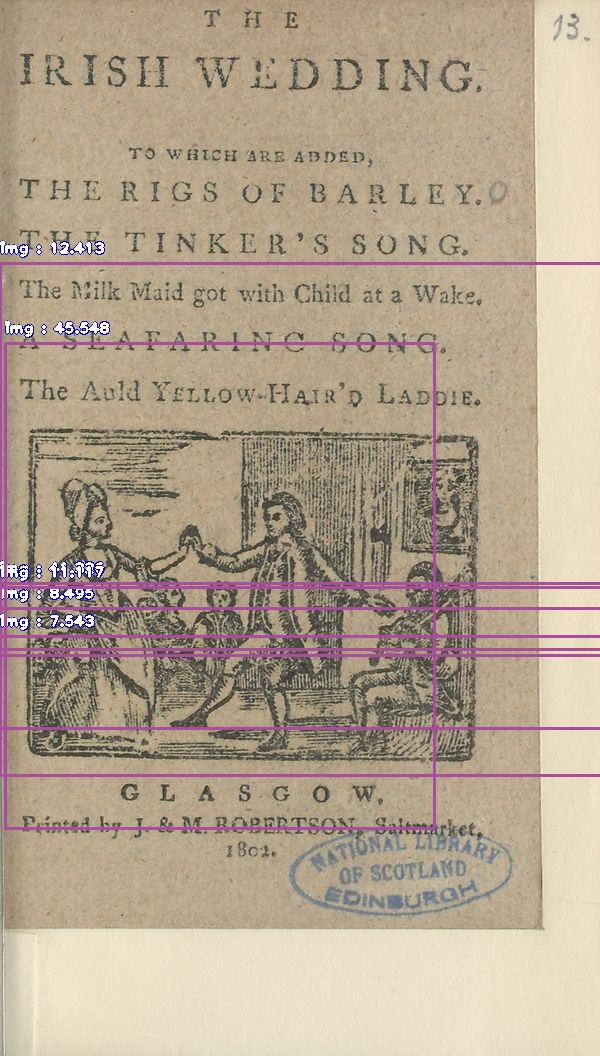 13.
THE
IRISH WEDDING.
TO WHICH ARE ADDED,
THE RIGS OF BARLEY.
THE TINKER'S SONG.
Img : 12.413
The Milk Maid got with Child at a Wake.
Img : 45.548
A SEAFARING SONG.
The Auld YELLOW-HAIR'D LADDIE.
Img : 11.117
Img : 8.495
Img : 7.543
GLASGOW,
Printed by J. & M. ROBERTSON, Saltmarket,
1802.
NATIONAL LIBRARY
OF SCOTLAND
EDINBURGH